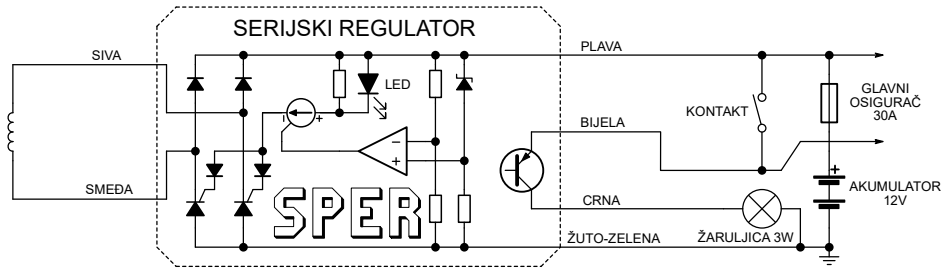 SERIJSKI REGULATOR
SIVA
SMEĐA
LED
- +
-
+
SPER
PLAVA
BIJELA
CRNA
ŽUTO-ZELENA
KONTAKT
ŽARULJICA 3W
GLAVNI
OSIGURAČ
30A
+
AKUMULATOR
12V